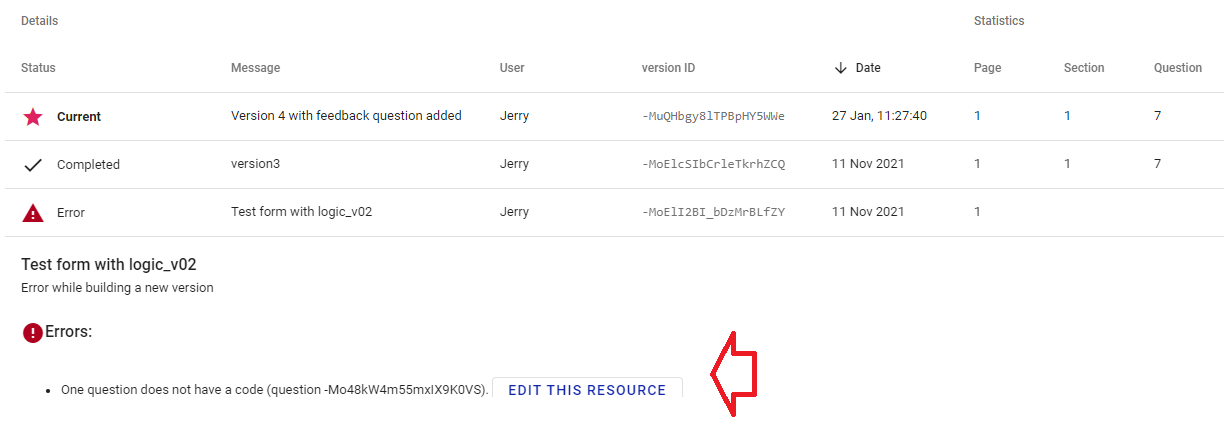 Details Statistics
Status Message User version ID Date Page Section Question
Current Version 4 with feedback question added Jerry -MuQHbgy8lTPBpHY5WWe 27 Jan, 11:27:40 1 1 7
Completed version3 Jerry -MoElcSIbCrleTkrhZCQ 11 Nov 2021 1 1 7
Error Test form with logic_v02 Jerry -MoElI2BI_bDzMrBLfZY 11 Nov 2021 1
Test form with logic_v02
Error while building a new version
Errors:
One question does not have a code (question -Mo48kW4m55mxIX9K0VS). EDIT THIS RESOURCE